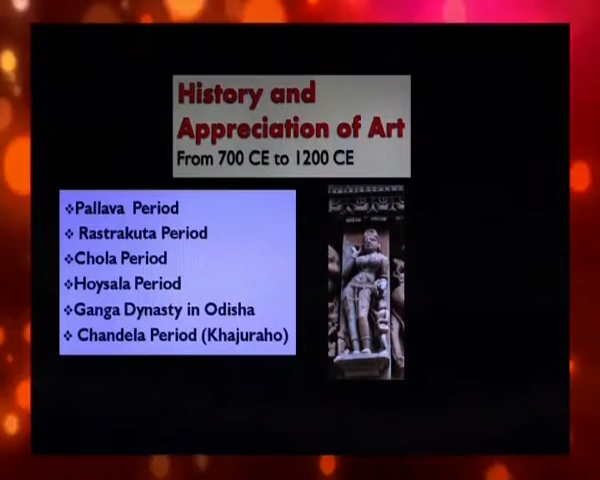 History and
Appreciation of Art
From 700 CE to 1200 CE
❖Pallava Period
❖ Rastrakuta Period
❖Chola Period
❖Hoysala Period
❖Ganga Dynasty in Odisha
❖ Chandela Period (Khajuraho)